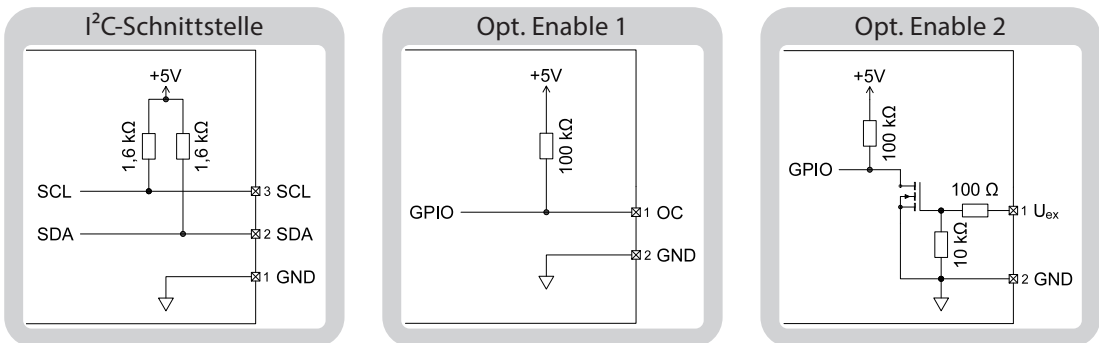 I²C-Schnittstelle
+5V
1,6 kΩ
1,6 kΩ
SCL
3 SCL
SDA
2 SDA
1 GND
Opt. Enable 1
+5V
100 kΩ
GPIO
1 OC
2 GND
Opt. Enable 2
+5V
100 kΩ
GPIO
100 Ω
1 Uex
10 kΩ
2 GND